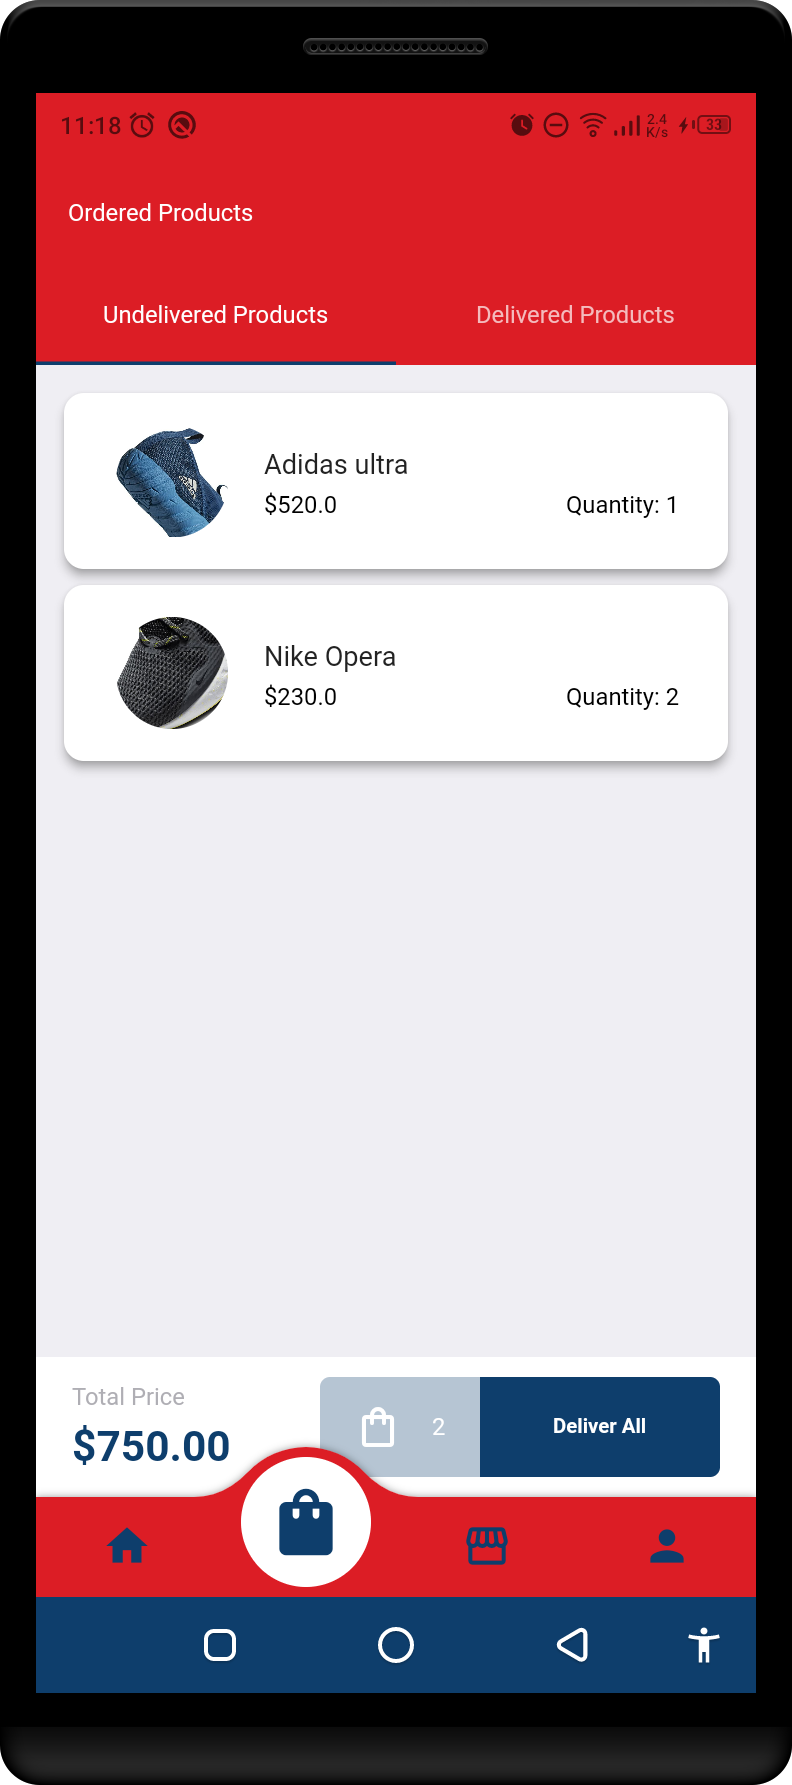 11:18
2.4
K/s
33
Ordered Products
Undelivered Products
Delivered Products
Adidas ultra
$520.0
Quantity: 1
Nike Opera
$230.0
Quantity: 2
Total Price
$750.00
2
Deliver All